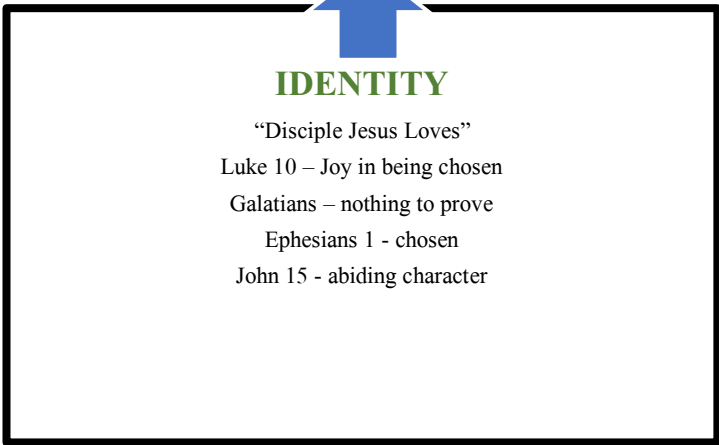 IDENTITY
“Disciple Jesus Loves”
Luke 10 – Joy in being chosen
Galatians – nothing to prove
Ephesians 1 - chosen
John 15 - abiding character